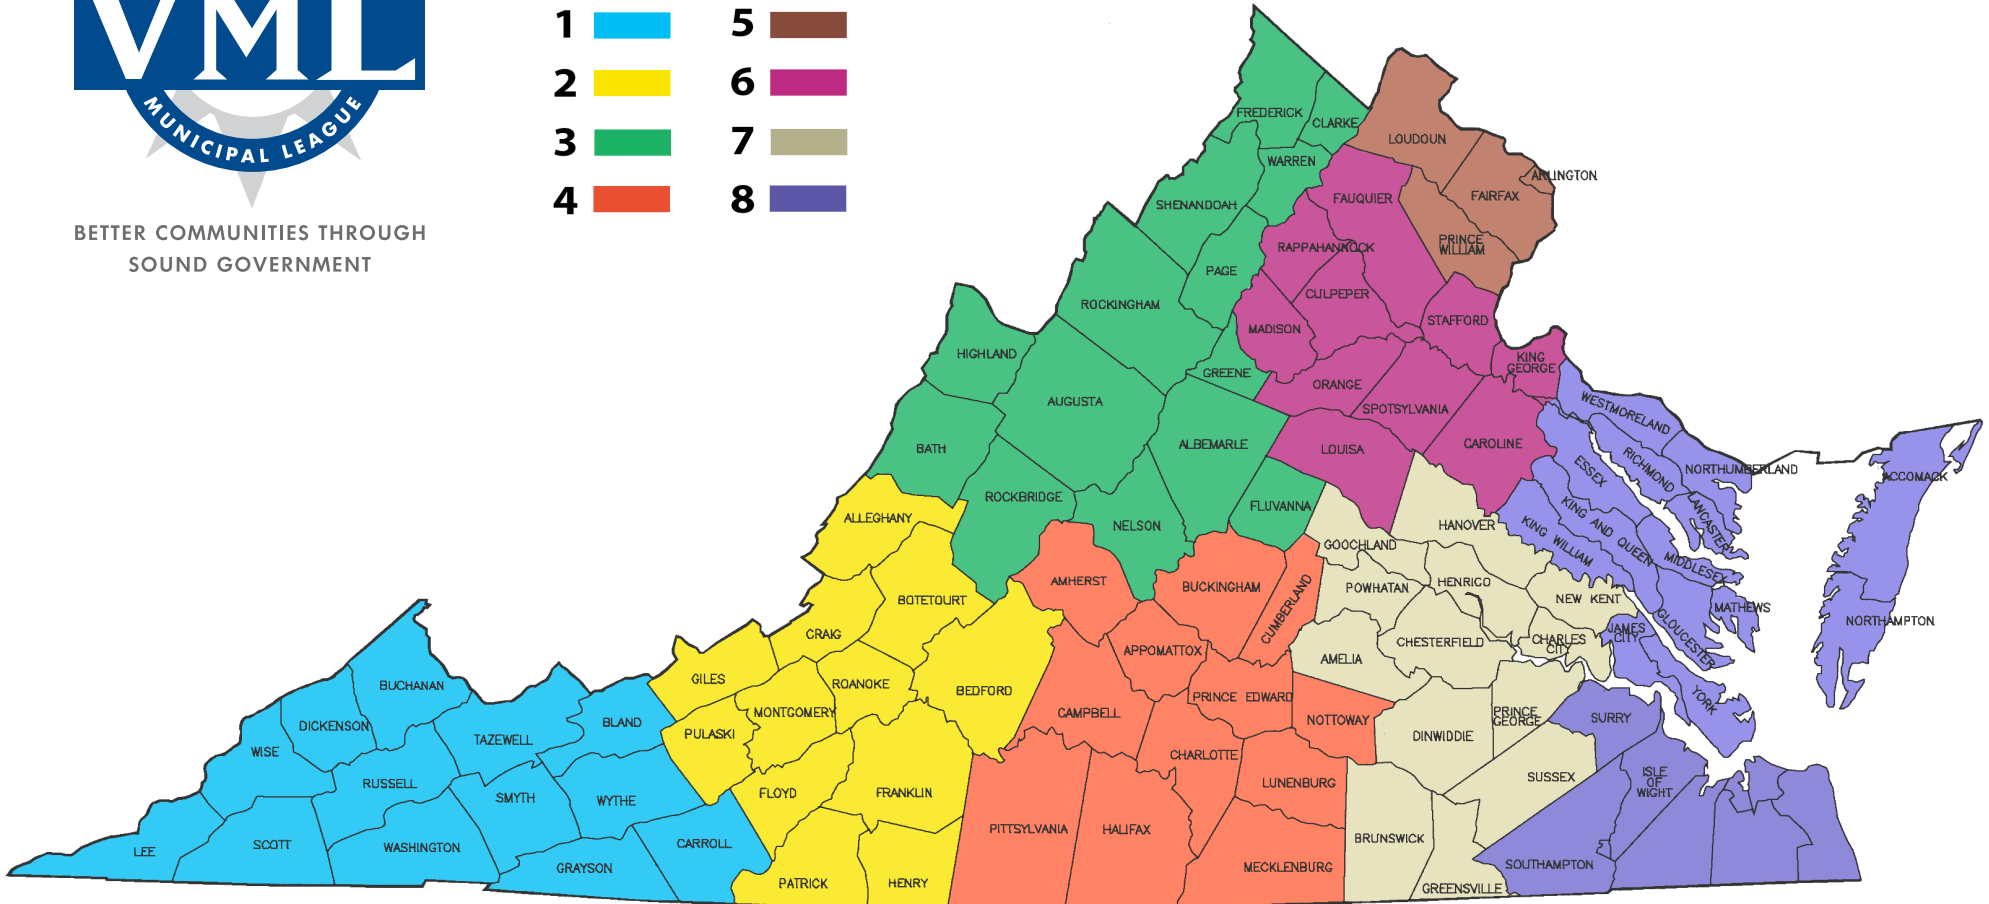 VML
MUNICIPAL LEAGUE
BETTER COMMUNITIES THROUGH
SOUND GOVERNMENT
1
2
3
4
5
6
7
8
FREDERICK
CLARKE
LOUDOUN
WARREN
ARLINGTON
FAIRFAX
FAUQUIER
SHENANDOAH
PRINCE
WILLIAM
RAPPAHANNOCK
PAGE
CULPEPER
ROCKINGHAM
STAFFORD
MADISON
HIGHLAND
KING
GEORGE
GREENE
ORANGE
AUGUSTA
SPOTSYLVANIA
WESTMORELAND
BATH
ALBEMARLE
LOUISA
CAROLINE
RICHMOND
NORTHUMBERLAND
ESSEX
ACCOMACK
ROCKBRIDGE
FLUVANNA
LANCASTER
ALLEGHANY
NELSON
HANOVER
KING AND QUEEN
KING WILLIAM
GOOCHLAND
MIDDLESEX
AMHERST
BUCKINGHAM
CUMBERLAND
POWHATAN
HENRICO
NEW KENT
BOTETOURT
MATHEWS
GLOUCESTER
NORTHAMPTON
CRAIG
JAMES
CITY
CHARLES
CITY
CHESTERFIELD
APPOMATTOX
AMELIA
GILES
ROANOKE
BEDFORD
BUCHANAN
PRINCE EDWARD
YORK
MONTGOMERY
CAMPBELL
NOTTOWAY
PRINCE
GEORGE
SURRY
DICKENSON
BLAND
PULASKI
DINWIDDIE
TAZEWELL
WISE
CHARLOTTE
SUSSEX
ISLE
OF
WIGHT
RUSSELL
LUNENBURG
SMYTH
WYTHE
FLOYD
FRANKLIN
PITTSYLVANIA
HALIFAX
BRUNSWICK
SCOTT
WASHINGTON
CARROLL
LEE
GRAYSON
MECKLENBURG
SOUTHAMPTON
PATRICK
HENRY
GREENSVILLE